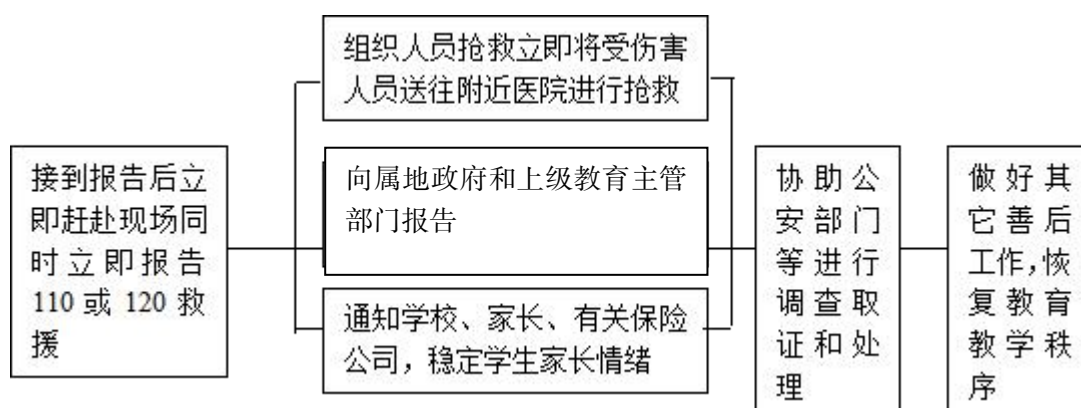 接到报告后立
即赶赴现场同
时立即报告
110或 120 救
援
组织人员抢救立即将受伤害
人员送往附近医院进行抢救
向属地政府和上级教育主管
部门报告
通知学校、家长、有关保险
公司，稳定学生家长情绪
协助公
安部门
等进行
调查取
证和处
理
做好其
它善后
工作,恢
复教育
教学秩
序